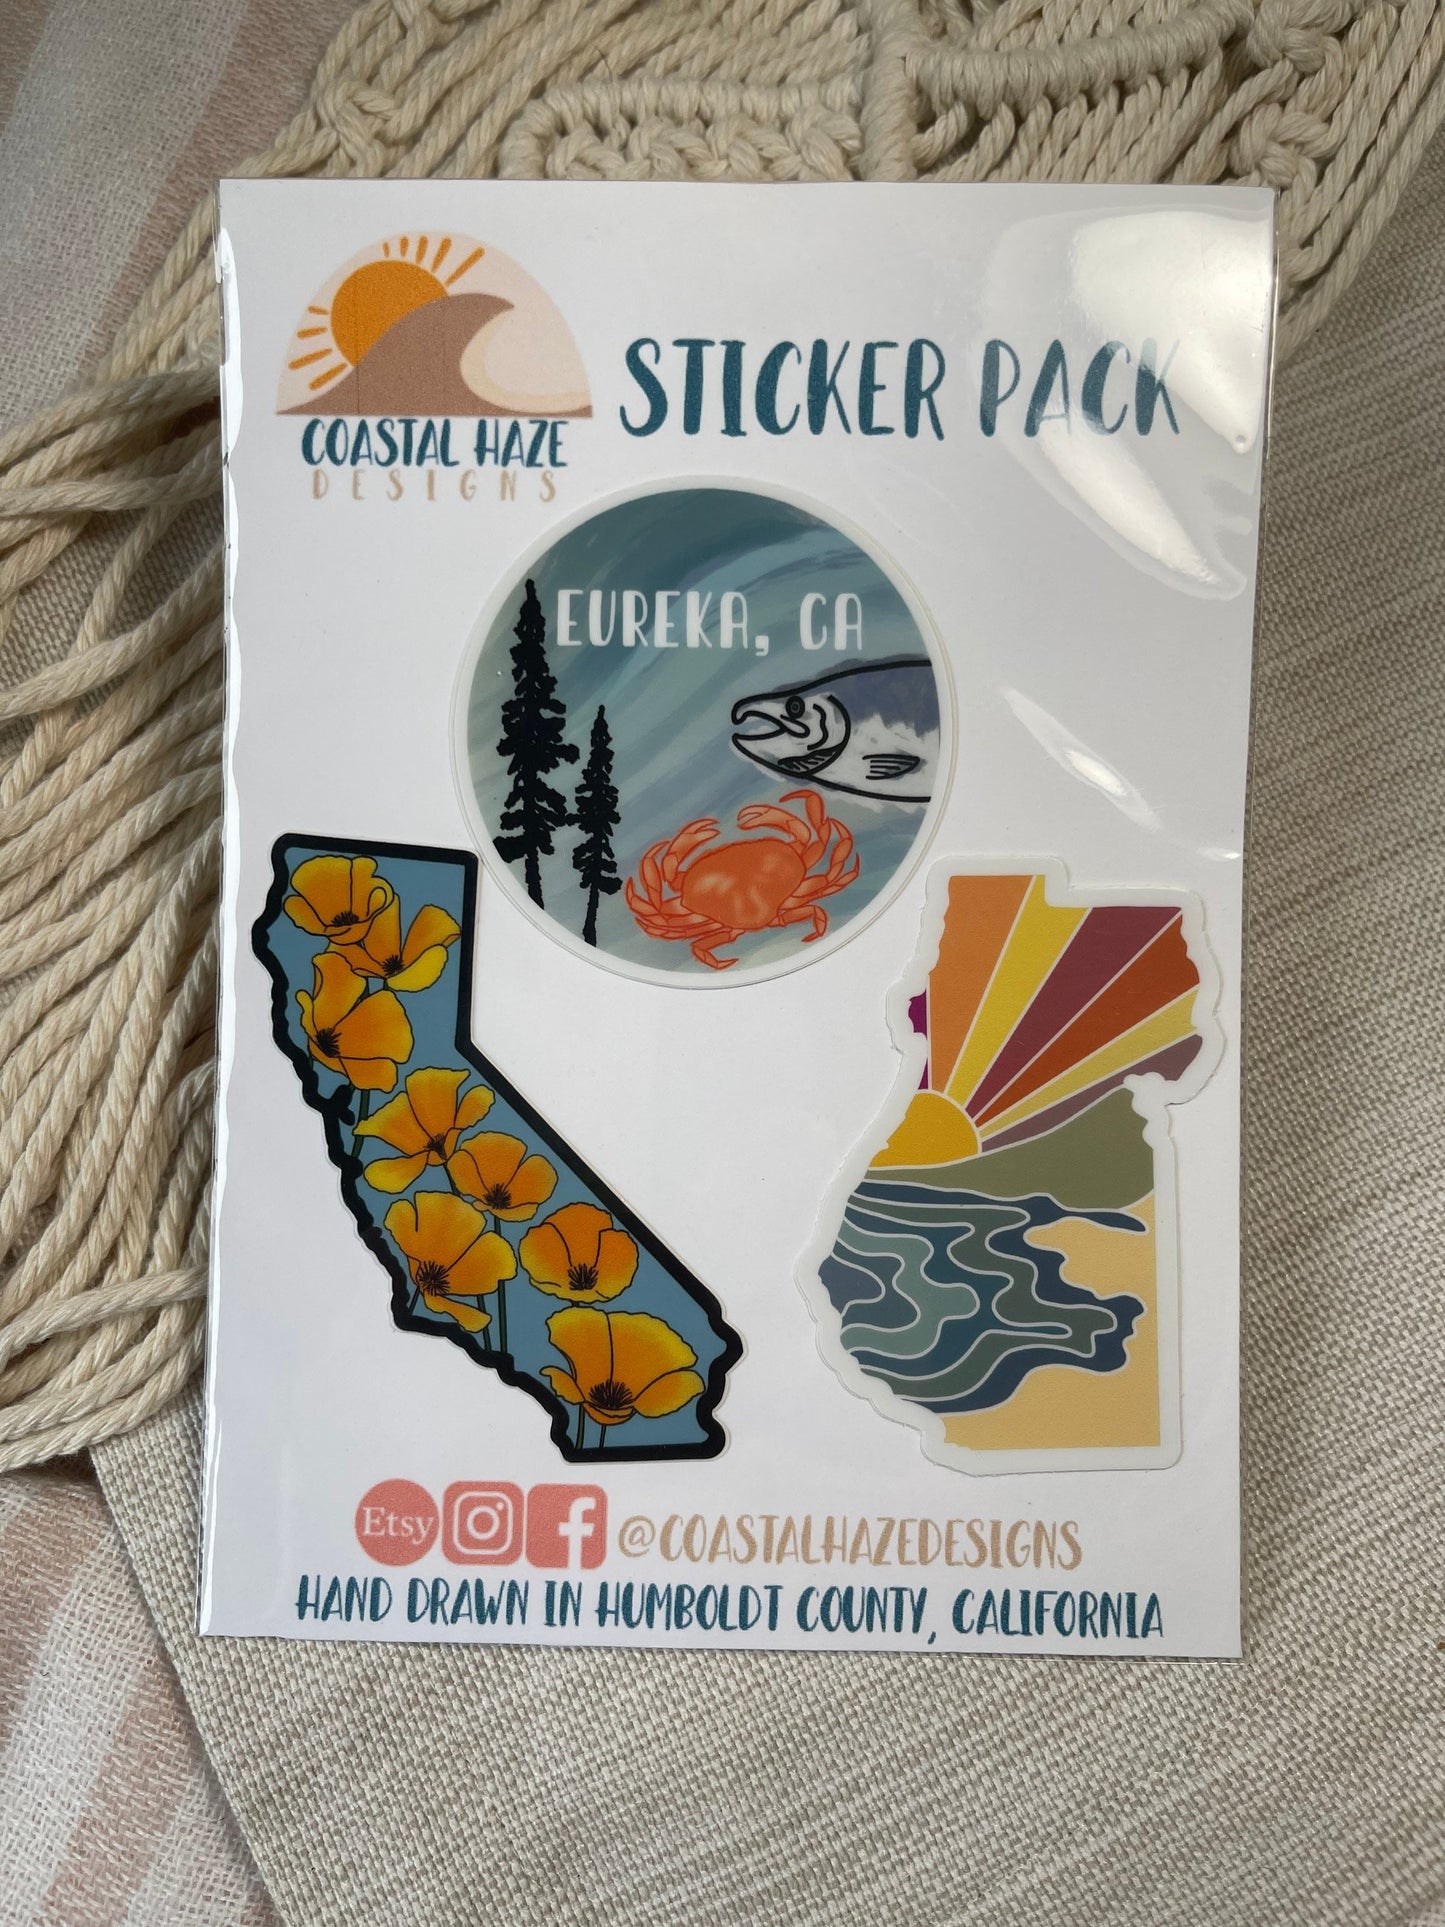 STICKER PACK
COASTAL HAZE
DESIGNS
EUREKA, CA
Etsy @COASTALHAZEDESIGNS
HAND DRAWN IN HUMBOLDT COUNTY, CALIFORNIA